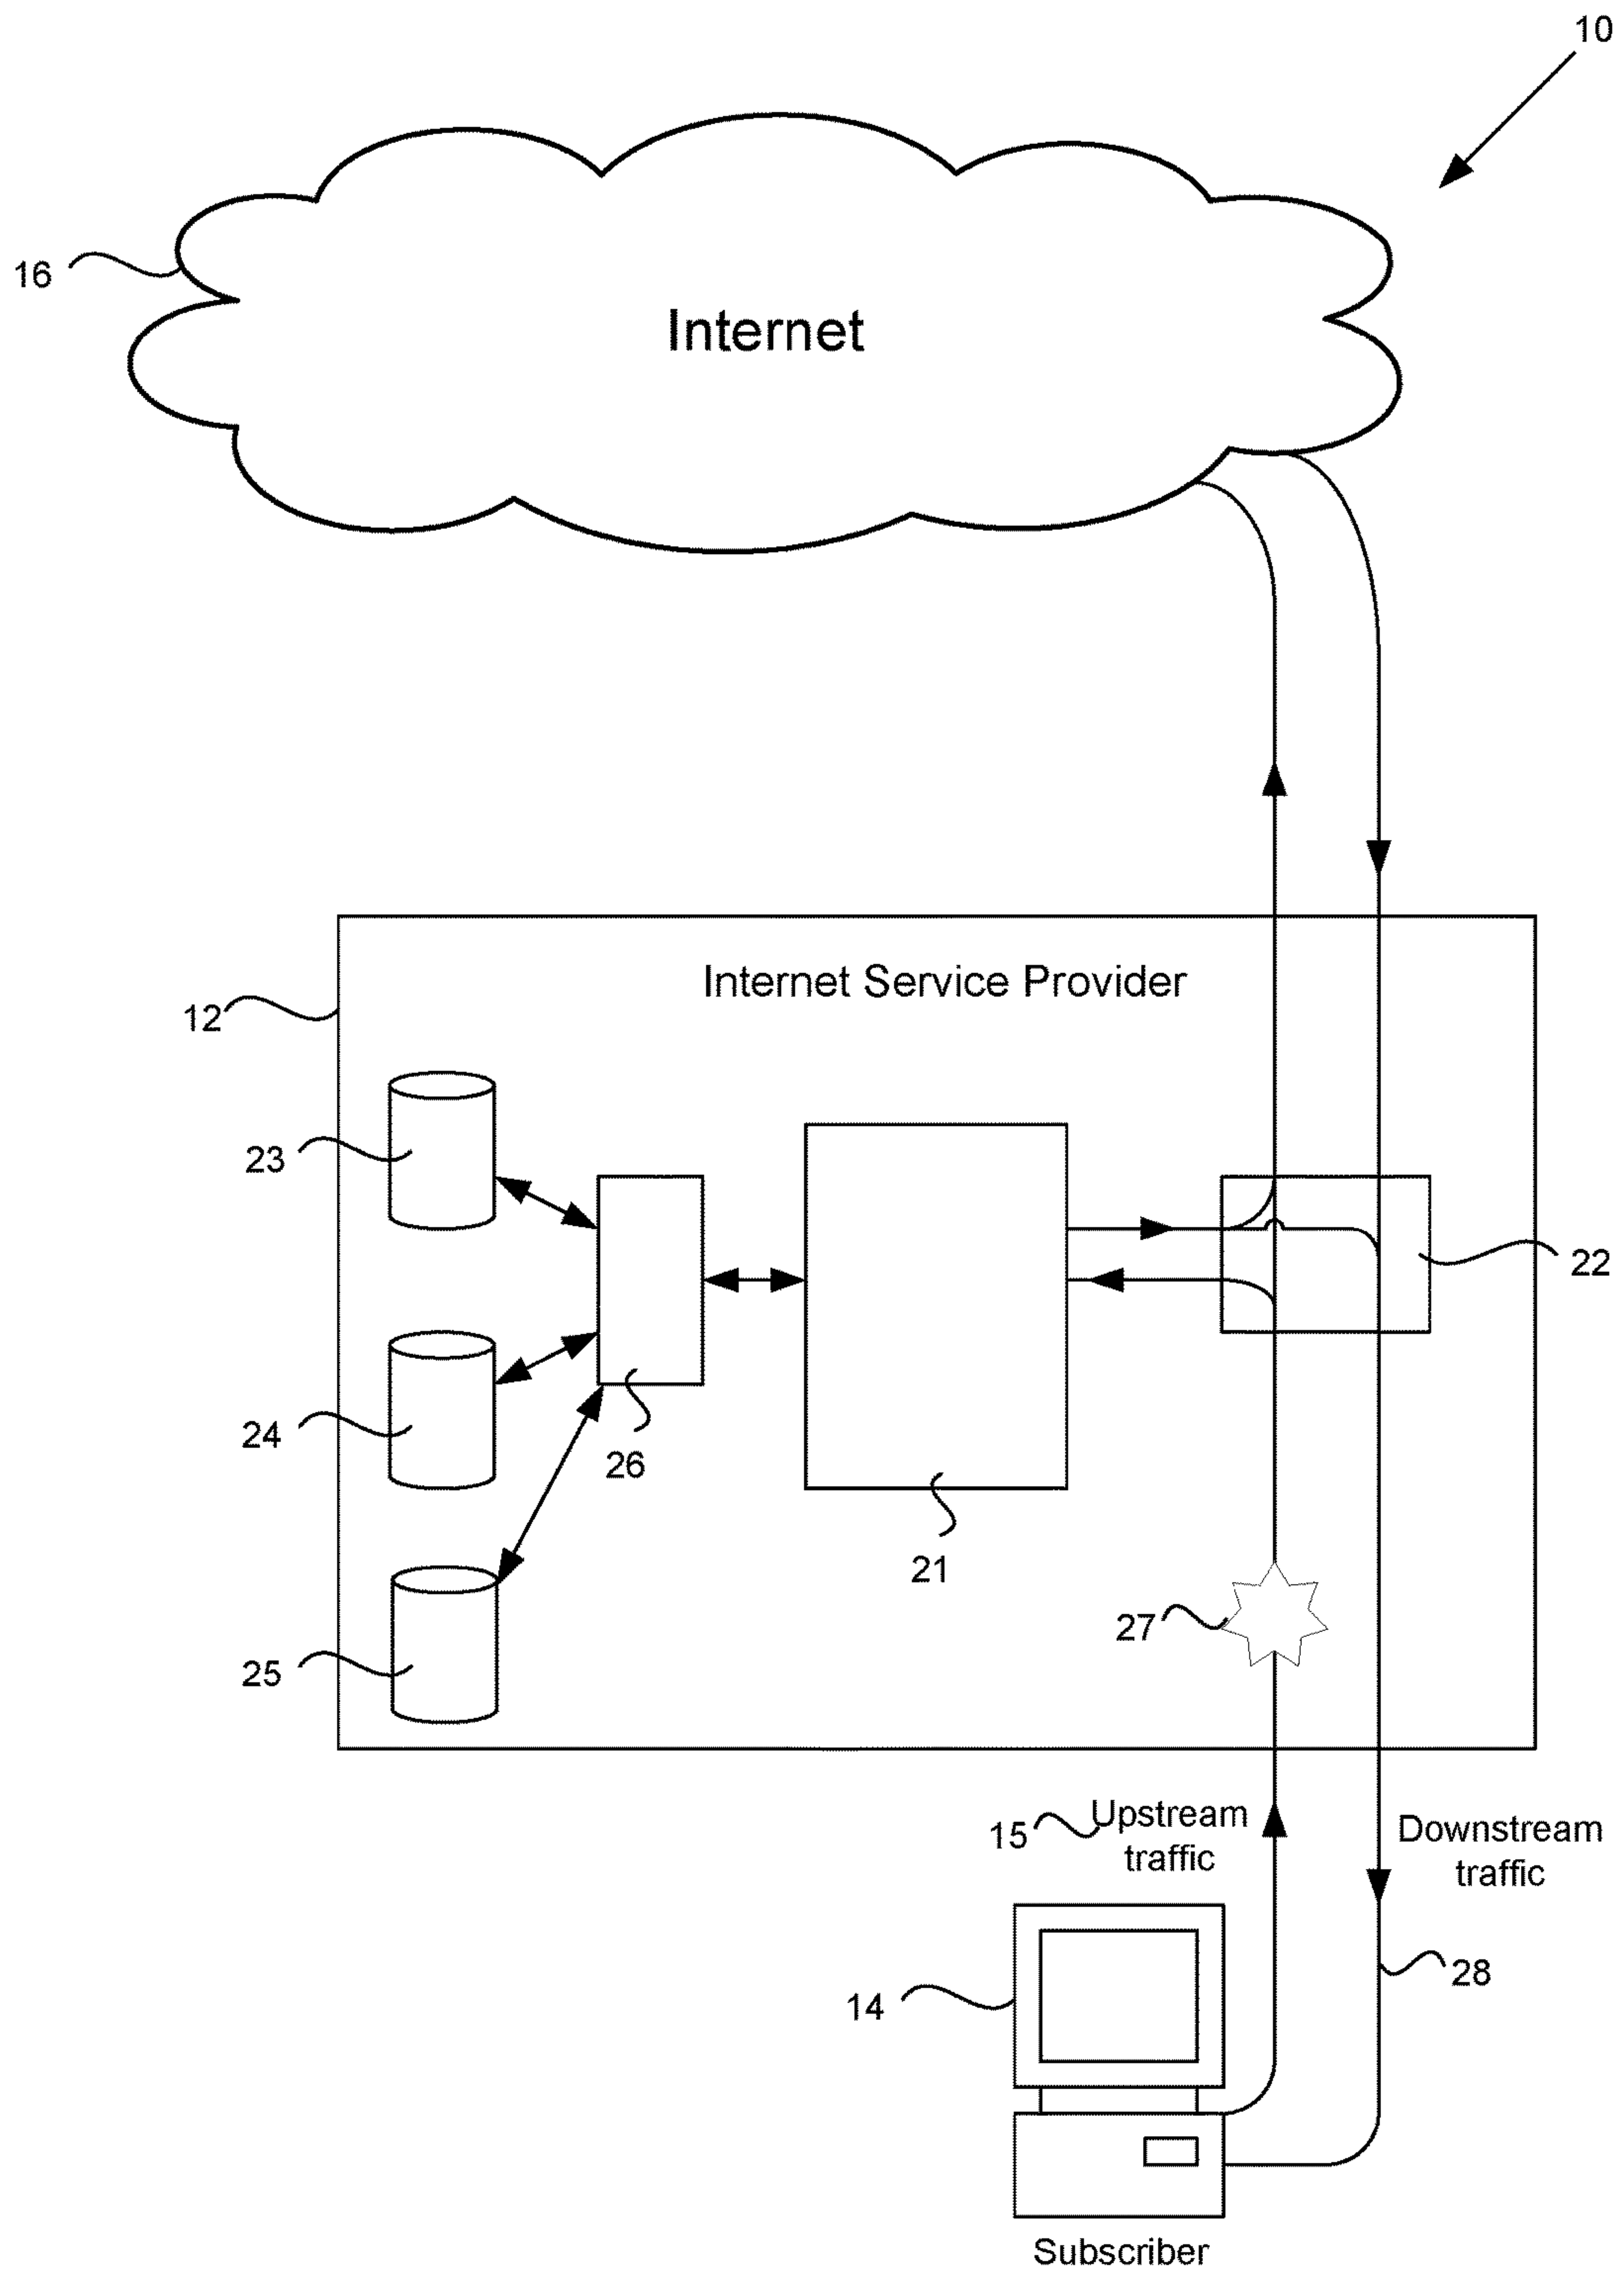 10
16
Internet
Internet Service Provider
12
23
22
24
26
21
27
25
15
Upstream
traffic
Downstream
traffic
28
14
Subscriber